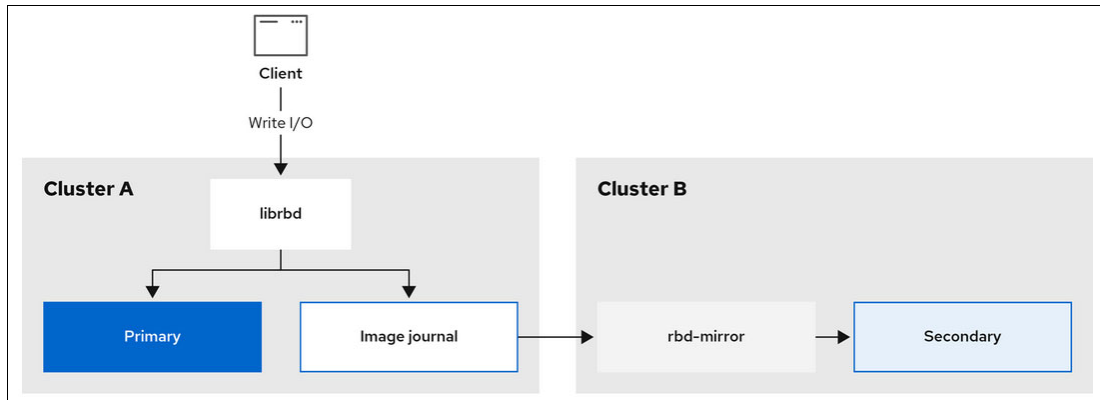 Client
Write I/O
Cluster A
librbd
Primary
Image journal
Cluster B
rbd-mirror
Secondary